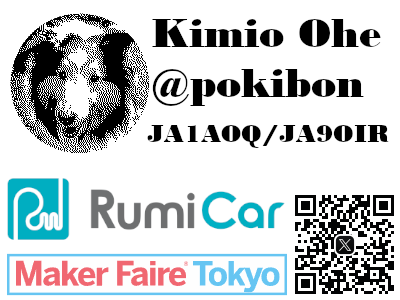 Kimio Ohe
@pokibon
JA1AOQ/JA9OIR
RumiCar
Maker Faire® Tokyo